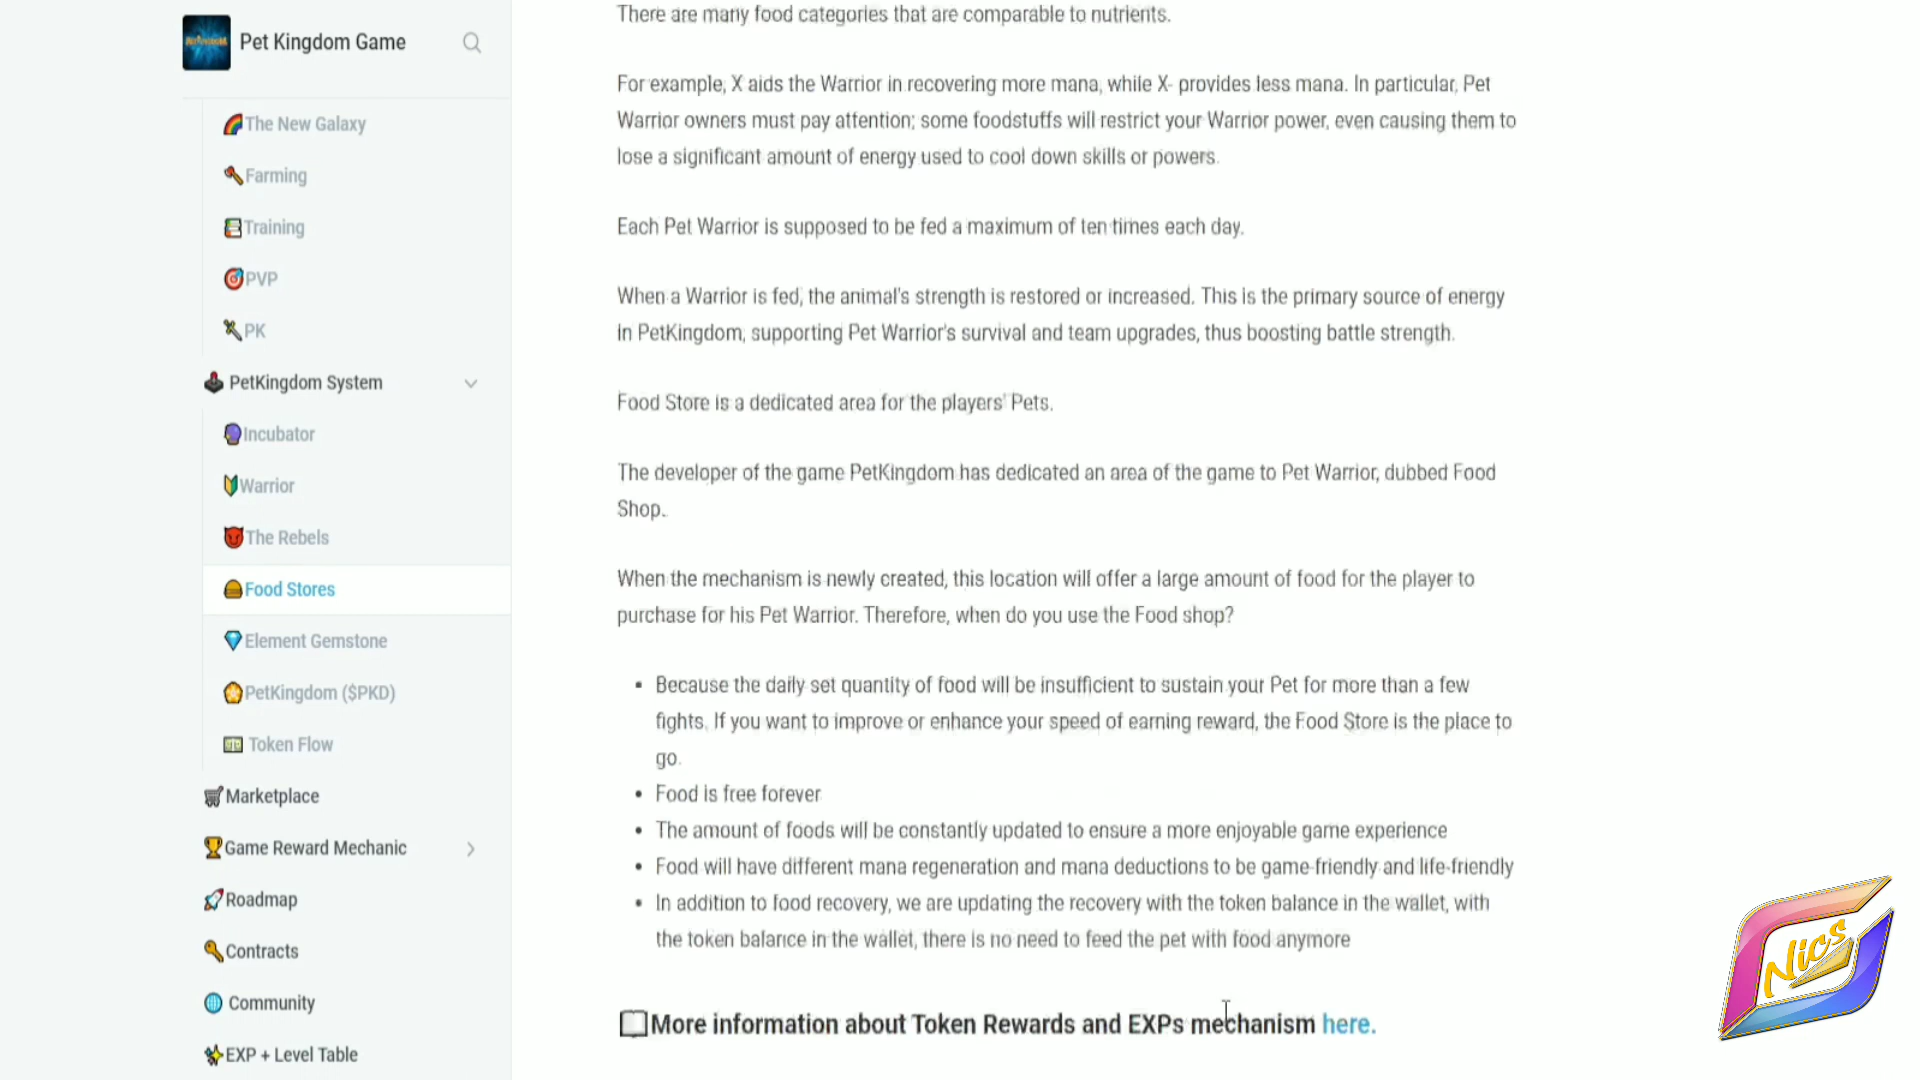 Pet Kingdom Game
The New Galaxy
Farming
Training
PVP
PK
PetKingdom System
Incubator
Warrior
The Rebels
Food Stores
Element Gemstone
PetKingdom ($PKD)
Token Flow
Marketplace
Game Reward Mechanic
Roadmap
Contracts
Community
EXP + Level Table
There are many food categories that are comparable to nutrients.
For example, X aids the Warrior in recovering more mana, while X- provides less mana. In particular, Pet
Warrior owners must pay attention; some foodstuffs will restrict your Warrior power, even causing them to
lose a significant amount of energy used to cool down skills or powers.
Each Pet Warrior is supposed to be fed a maximum of ten times each day.
When a Warrior is fed, the animal's strength is restored or increased. This is the primary source of energy
in PetKingdom, supporting Pet Warrior's survival and team upgrades, thus boosting battle strength.
Food Store is a dedicated area for the players' Pets.
The developer of the game PetKingdom has dedicated an area of the game to Pet Warrior, dubbed Food
Shop.
When the mechanism is newly created, this location will offer a large amount of food for the player to
purchase for his Pet Warrior. Therefore, when do you use the Food shop?
• Because the daily set quantity of food will be insufficient to sustain your Pet for more than a few
fights. If you want to improve or enhance your speed of earning reward, the Food Store is the place to
go.
• Food is free forever
• The amount of foods will be constantly updated to ensure a more enjoyable game experience
• Food will have different mana regeneration and mana deductions to be game-friendly and life-friendly
• In addition to food recovery, we are updating the recovery with the token balance in the wallet, with
the token balance in the wallet, there is no need to feed the pet with food anymore
More information about Token Rewards and EXPs mechanism here.
Nics